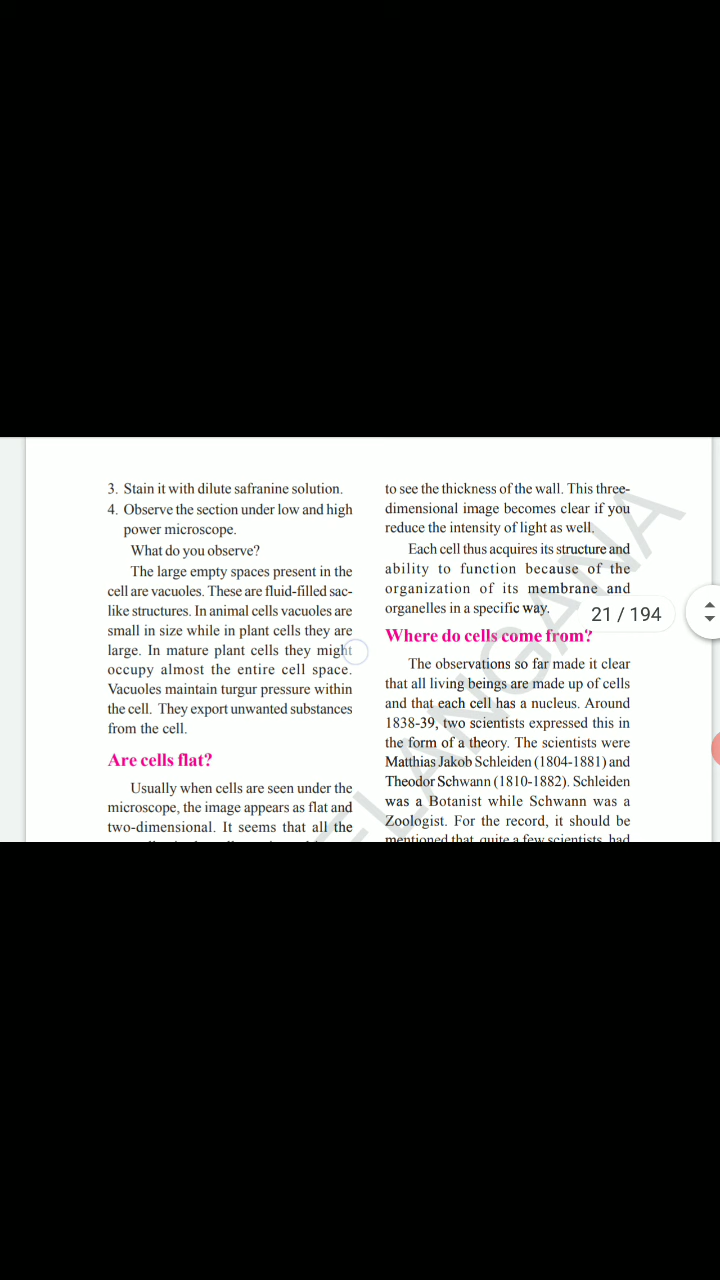 3. Stain it with dilute safranine solution.
4. Observe the section under low and high
power microscope.
What do you observe?
The large empty spaces present in the
cell are vacuoles. These are fluid-filled sac-
like structures. In animal cells vacuoles are
small in size while in plant cells they are
large. In mature plant cells they might
occupy almost the entire cell space.
Vacuoles maintain turgur pressure within
the cell. They export unwanted substances
from the cell.
Are cells flat?
Usually when cells are seen under the
microscope, the image appears as flat and
two-dimensional. It seems that all the
to see the thickness of the wall. This three-
dimensional image becomes clear if you
reduce the intensity of light as well.
Each cell thus acquires its structure and
ability to function because of the
organization of its membrane and
organelles in a specific way.
21 / 194
Where do cells come from?
The observations so far made it clear
that all living beings are made up of cells
and that each cell has a nucleus. Around
1838-39, two scientists expressed this in
the form of a theory. The scientists were
Matthias Jakob Schleiden (1804-1881) and
Theodor Schwann (1810-1882). Schleiden
was a Botanist while Schwann was a
Zoologist. For the record, it should be
mentioned that quite a few scientists had
ELANGANA